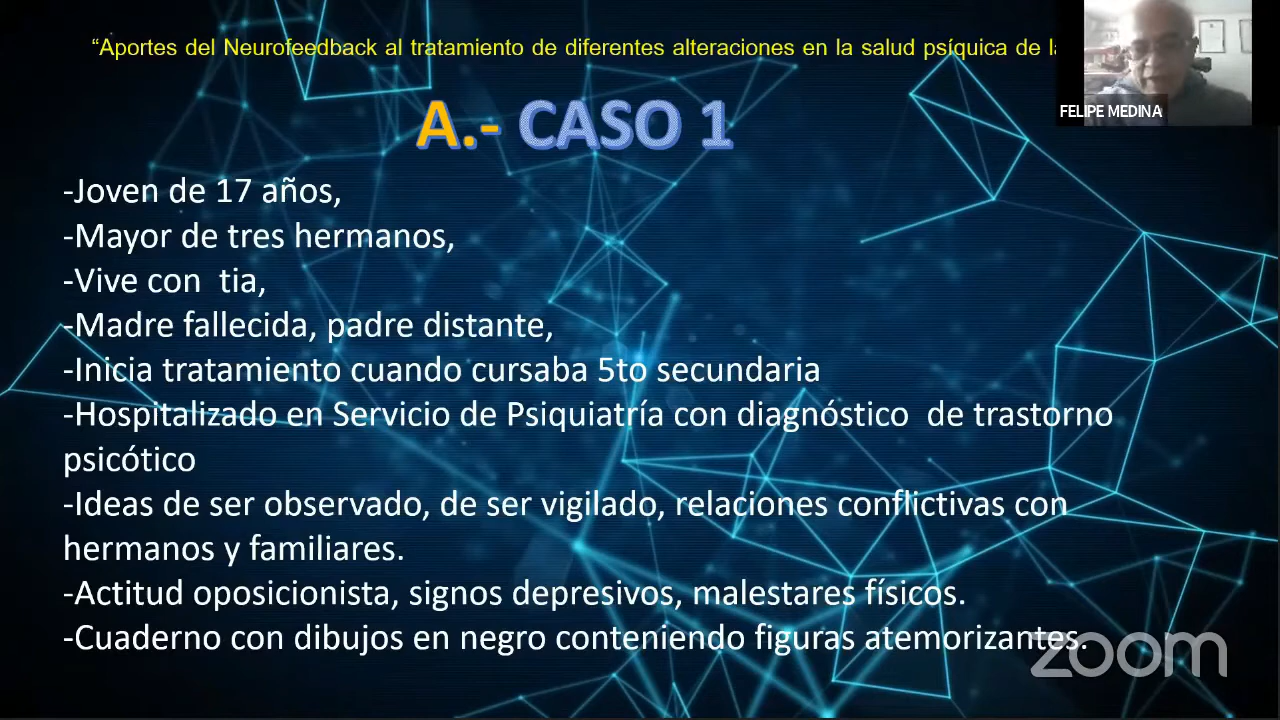 “Aportes del Neurofeedback al tratamiento de diferentes alteraciones en la salud psíquica de
FELIPE MEDINA
A.- CASO 1
-Joven de 17 años,
-Mayor de tres hermanos,
-Vive con  tia,
-Madre fallecida, padre distante,
-Inicia tratamiento cuando cursaba 5to secundaria
-Hospitalizado en Servicio de Psiquiatría con diagnóstico  de trastorno
psicótico
-Ideas de ser observado, de ser vigilado, relaciones conflictivas con
hermanos y familiares.
-Actitud oposicionista, signos depresivos, malestares físicos.
-Cuaderno con dibujos en negro conteniendo figuras atemorizantes.
zoom